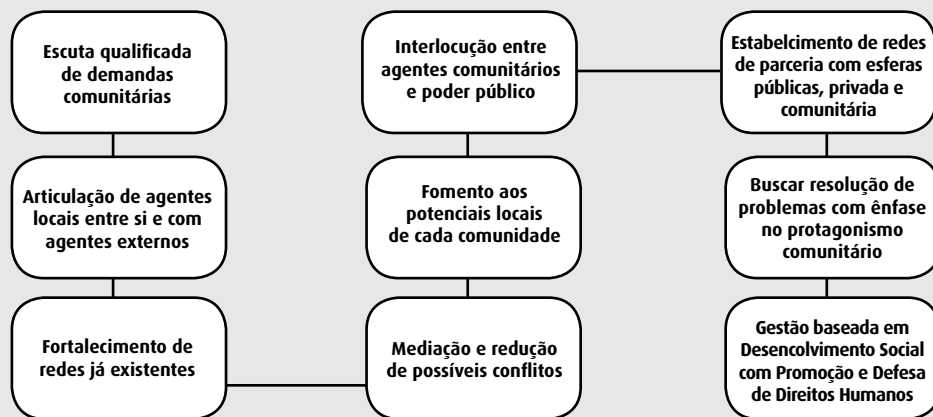 Escuta qualificada
de demandas
comunitárias
Articulação de agentes
locais entre si e com
agentes externos
Fortalecimento de
redes já existentes
Mediação e redução
de possíveis conflitos
Fomento aos
potenciais locais
de cada comunidade
Interlocução entre
agentes comunitários
e poder público
Estabelcimento de redes
de parceria com esferas
públicas, privada e
comunitária
Buscar resolução de
problemas com ênfase
no protagonismo
comunitário
Gestão baseada em
Desencolvimento Social
com Promoção e Defesa
de Direitos Humanos